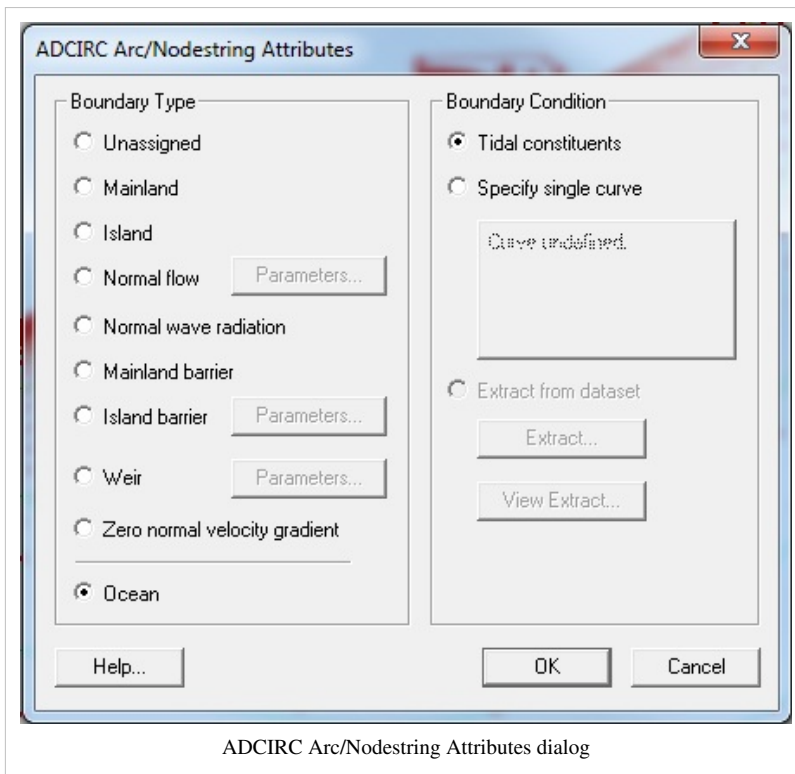 ADCIRC Arc/Nodestring Attributes
Boundary Type
Unassigned
Mainland
Island
Normal flow
Parameters...
Normal wave radiation
Mainland barrier
Island barrier
Parameters...
Weir
Parameters...
Zero normal velocity gradient
Ocean
Boundary Condition
Tidal constituents
Specify single curve
Curve undefined.
Extract from dataset
Extract...
View Extract...
Help...
OK
Cancel
ADCIRC Arc/Nodestring Attributes dialog